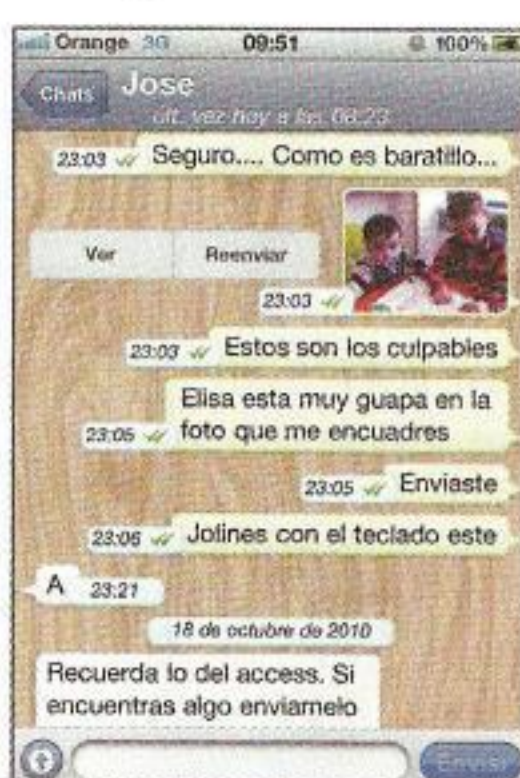 Orange 3G 09:51 100%
Chats Jose
últ. vez hoy a las 08:23
23:03 Seguro.... Como es baratillo...
Ver Reenviar
23:03
23:03 Estos son los culpables
Elisa esta muy guapa en la
23:05 foto que me encuadres
23:05 Enviaste
23:06 Jolines con el teclado este
A 23:21
18 de octubre de 2010
Recuerda lo del access. Si
encuentras algo enviamelo
Enviar